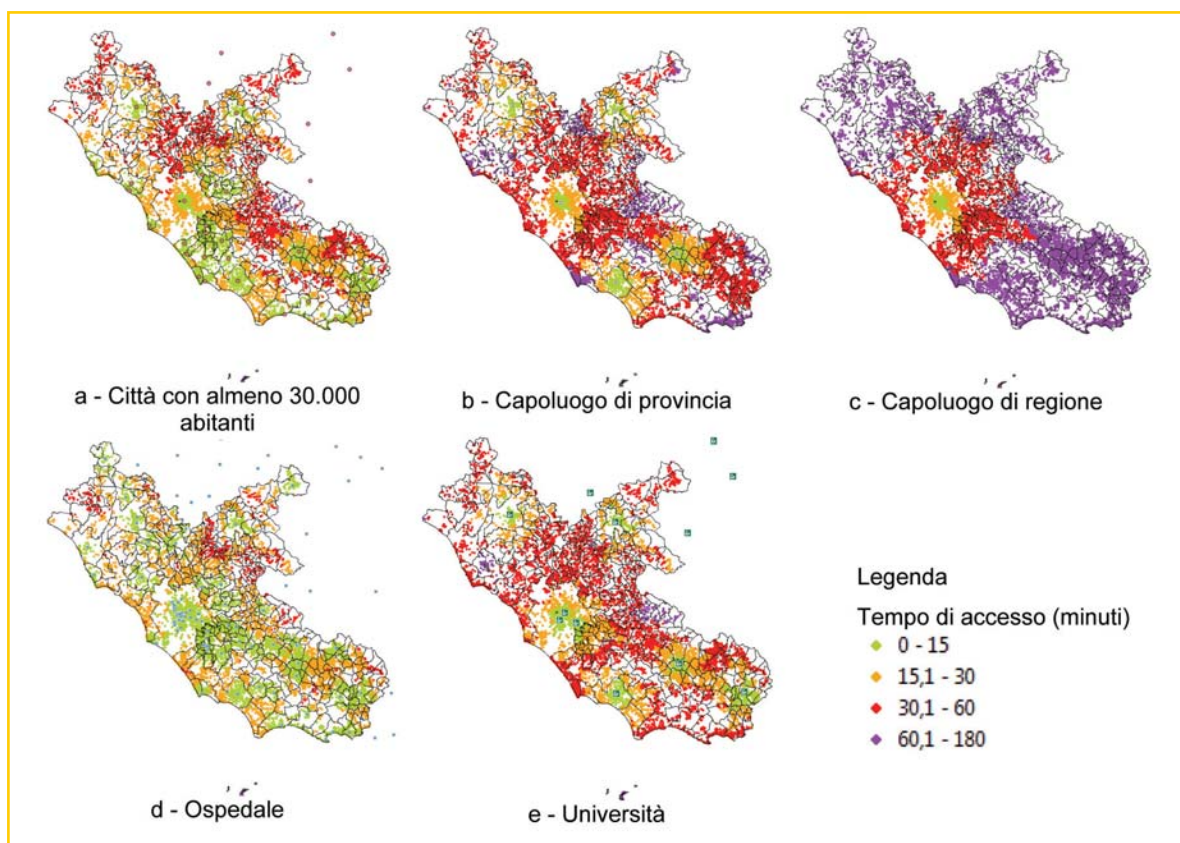 a - Città con almeno 30.000
abitanti
b - Capoluogo di provincia
c - Capoluogo di regione
d - Ospedale
e - Università
Legenda
Tempo di accesso (minuti)
0 - 15
15,1 - 30
30,1 - 60
60,1 - 180